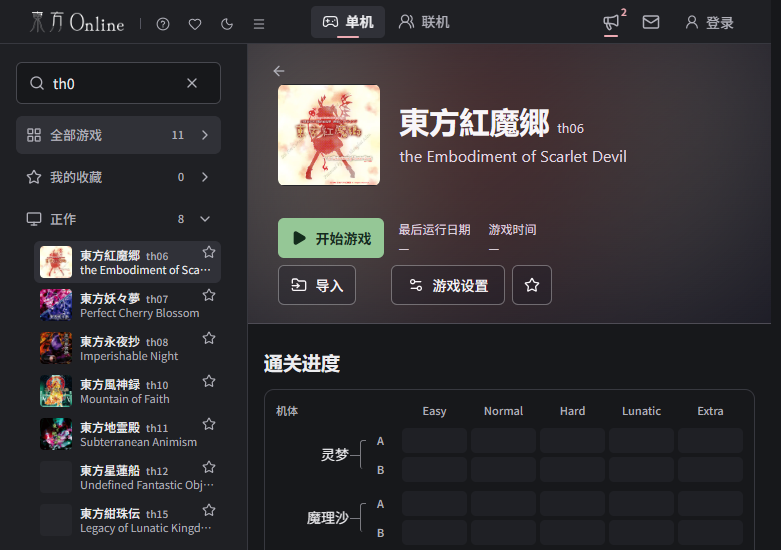 東方Online
单机
联机
2
登录
th0
全部游戏 11
我的收藏 0
正作 8
東方紅魔郷 th06
the Embodiment of Sca···
東方妖々夢 th07
Perfect Cherry Blossom
東方永夜抄 th08
Imperishable Night
東方風神録 th10
Mountain of Faith
東方地霊殿 th11
Subterranean Animism
東方星蓮船 th12
Undefined Fantastic Obj···
東方紺珠伝 th15
Legacy of Lunatic Kingd···
東方紅魔郷 th06
the Embodiment of Scarlet Devil
开始游戏
最后运行日期 游戏时间
— —
导入
游戏设置
通关进度
机体 Easy Normal Hard Lunatic Extra
灵梦
A
B
魔理沙
A
B